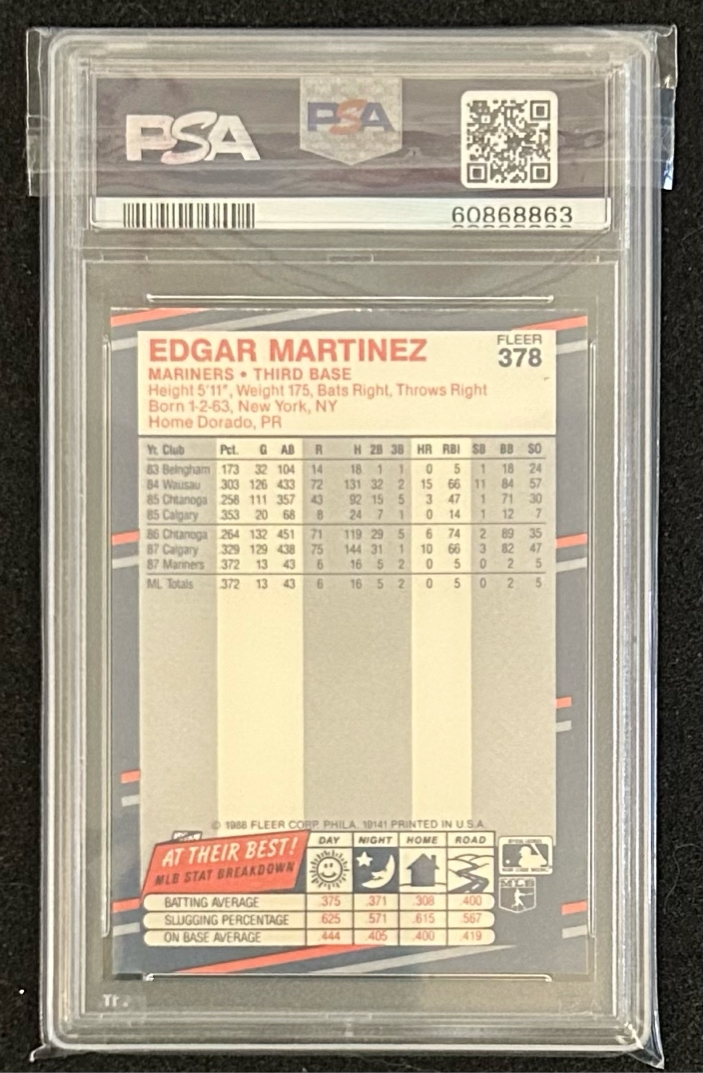 PSA
PSA
60868863
EDGAR MARTINEZ
FLEER
378
MARINERS • THIRD BASE
Height 5'11", Weight 175, Bats Right, Throws Right
Born 1-2-63, New York, NY
Home Dorado, PR
Yr. Club Pct. G AB R H 2B 3B HR RBI SB BB SO
83 Belngham .173 32 104 14 18 1 1 0 5 1 18 24
84 Wausau .303 126 433 72 131 32 2 15 66 11 84 57
85 Chtanoga .258 111 357 43 92 15 5 3 47 1 71 30
85 Calgary .353 20 68 8 24 7 1 0 14 1 12 7
86 Chtanoga .264 132 451 71 119 29 5 6 74 2 89 35
87 Calgary .329 129 438 75 144 31 1 10 66 3 82 47
87 Mariners .372 13 43 6 16 5 2 0 5 0 2 5
ML Totals .372 13 43 6 16 5 2 0 5 0 2 5
© 1988 FLEER CORP. PHILA. 19141 PRINTED IN U.S.A.
AT THEIR BEST!
MLB STAT BREAKDOWN
DAY NIGHT HOME ROAD
BATTING AVERAGE .375 .371 .308 .400
SLUGGING PERCENTAGE .625 .571 .615 .567
ON BASE AVERAGE .444 .405 .400 .419